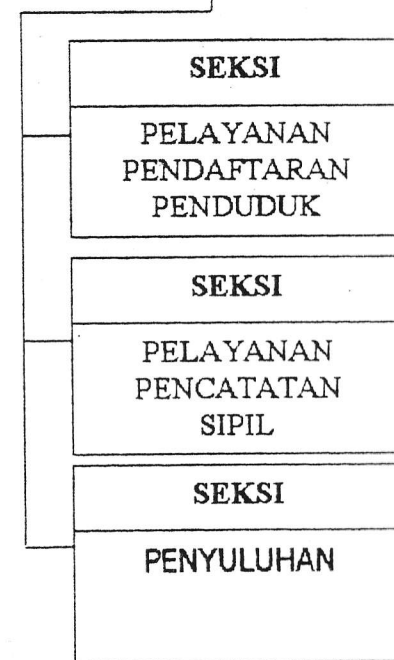 SEKSI
PELAYANAN
PENDAFTARAN
PENDUDUK
SEKSI
PELAYANAN
PENCATATAN
SIPIL
SEKSI
PENYULUHAN